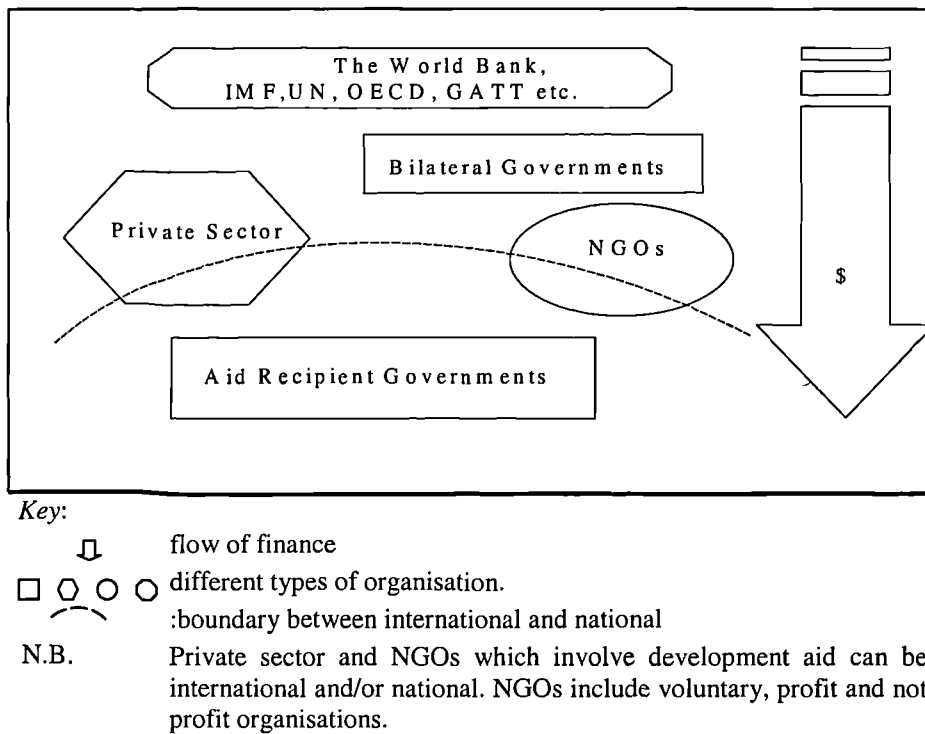 The World Bank,
IMF,UN, OECD, GATT etc.
Bilateral Governments
Private Sector
NGOs
$
Aid Recipient Governments
Key:
flow of finance
different types of organisation.
:boundary between international and national
N.B. Private sector and NGOs which involve development aid can be
international and/or national. NGOs include voluntary, profit and not
profit organisations.